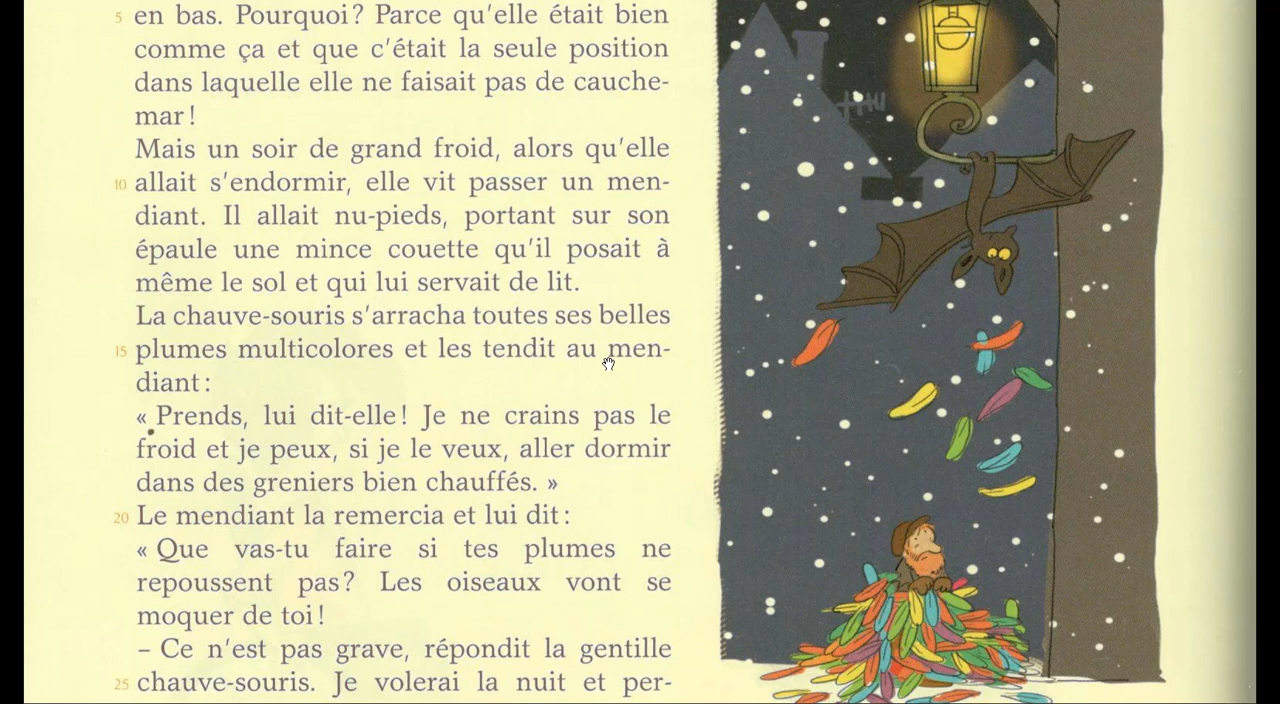 5 en bas. Pourquoi ? Parce qu'elle était bien
comme ça et que c'était la seule position
dans laquelle elle ne faisait pas de cauche-
mar !
Mais un soir de grand froid, alors qu'elle
10 allait s'endormir, elle vit passer un men-
diant. Il allait nu-pieds, portant sur son
épaule une mince couette qu'il posait à
même le sol et qui lui servait de lit.
La chauve-souris s'arracha toutes ses belles
15 plumes multicolores et les tendit au men-
diant :
« Prends, lui dit-elle ! Je ne crains pas le
froid et je peux, si je le veux, aller dormir
dans des greniers bien chauffés. »
20 Le mendiant la remercia et lui dit :
« Que vas-tu faire si tes plumes ne
repoussent pas ? Les oiseaux vont se
moquer de toi !
– Ce n'est pas grave, répondit la gentille
25 chauve-souris. Je volerai la nuit et per-